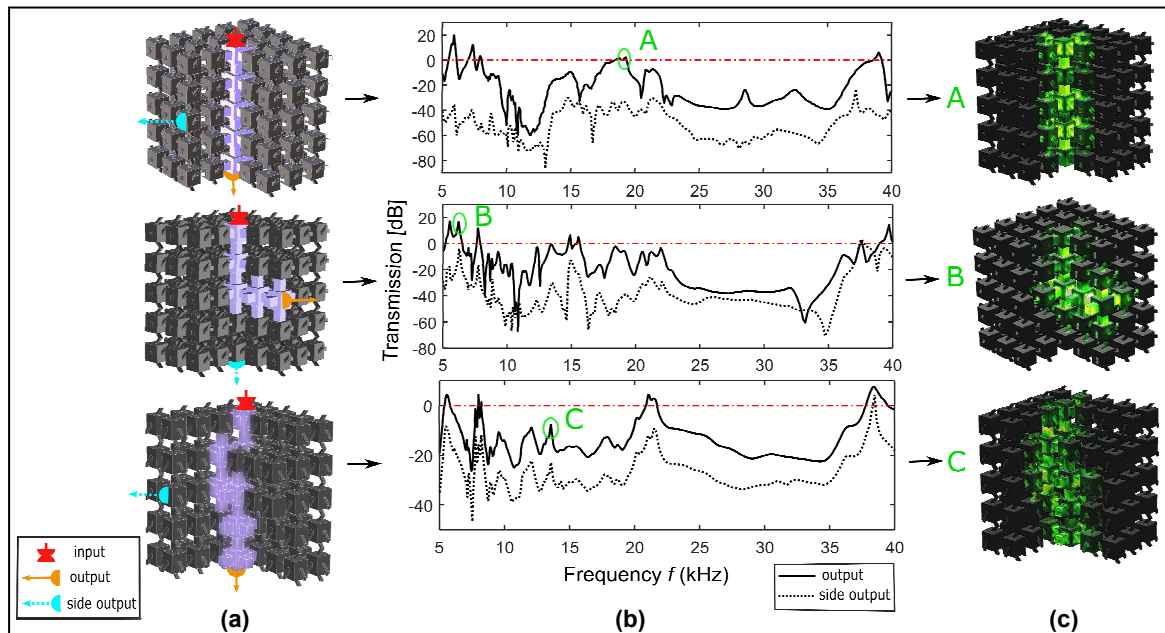 20
0
-20
-40
-60
-80
5 10 15 20 25 30 35 40
A
A
20
0
-20
-40
-60
-80
5 10 15 20 25 30 35 40
B
B
Transmission [dB]
0
-20
-40
5 10 15 20 25 30 35 40
C
C
Frequency f (kHz)
input
output
side output
output
side output
(a)
(b)
(c)